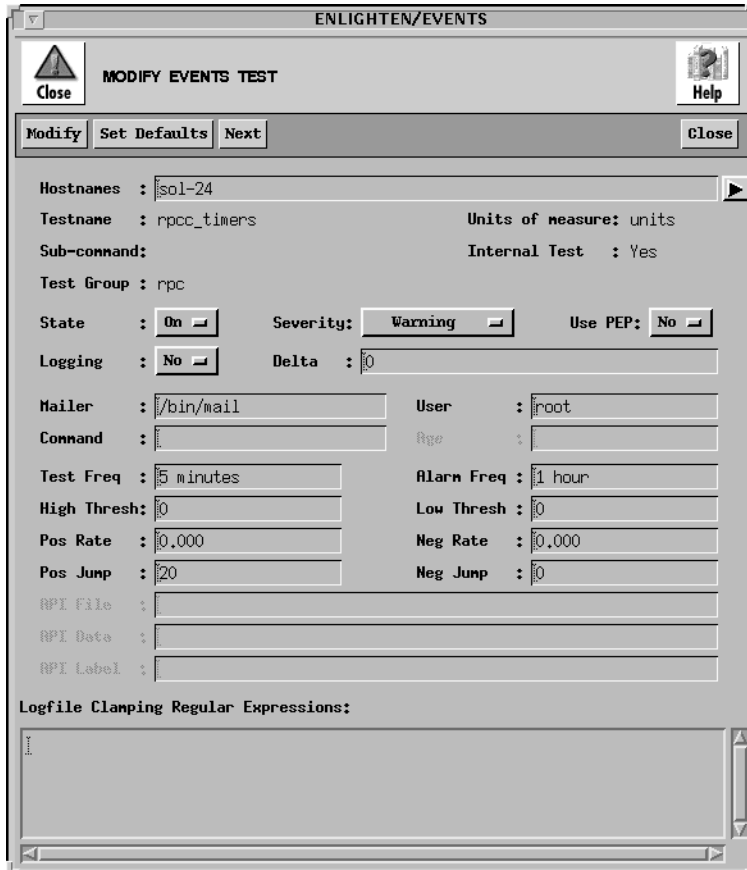 ENLIGHTEN/EVENTS
Close MODIFY EVENTS TEST Help
Modify Set Defaults Next Close
Hostnames : sol-24
Testname : rpcc_timers Units of measure: units
Sub-command: Internal Test : Yes
Test Group : rpc
State : On Severity: Warning Use PEP: No
Logging : No Delta : 0
Mailer : /bin/mail User : root
Command : Age :
Test Freq : 5 minutes Alarm Freq : 1 hour
High Thresh: 0 Low Thresh : 0
Pos Rate : 0.000 Neg Rate : 0.000
Pos Jump : 20 Neg Jump : 0
API File :
API Data :
API Label :
Logfile Clamping Regular Expressions: